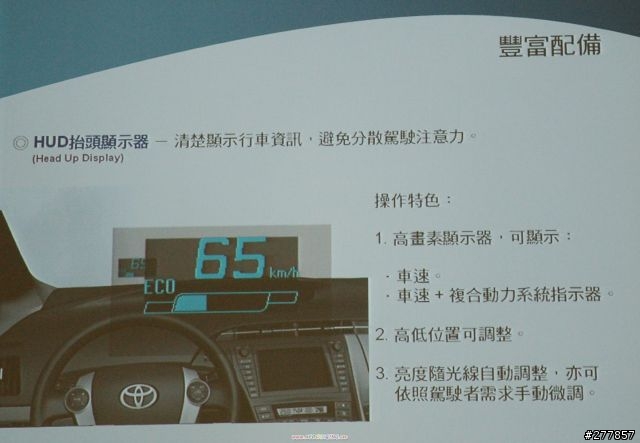 豐富配備
◎ HUD抬頭顯示器 － 清楚顯示行車資訊，避免分散駕駛注意力。
(Head Up Display)
操作特色：
1. 高畫素顯示器，可顯示：
．車速。
．車速 + 複合動力系統指示器。
2. 高低位置可調整。
3. 亮度隨光線自動調整，亦可
依照駕駛者需求手動微調。
65
65 km/h
ECO
#277857